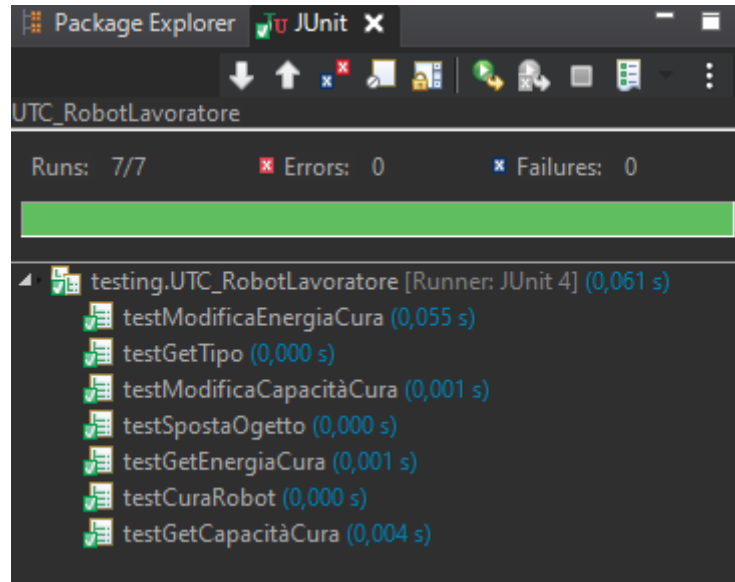 Package Explorer JUnit
UTC_RobotLavoratore
Runs: 7/7 Errors: 0 Failures: 0
testing.UTC_RobotLavoratore [Runner: JUnit 4] (0,061 s)
testModificaEnergiaCura (0,055 s)
testGetTipo (0,000 s)
testModificaCapacitàCura (0,001 s)
testSpostaOgetto (0,000 s)
testGetEnergiaCura (0,001 s)
testCuraRobot (0,000 s)
testGetCapacitàCura (0,004 s)